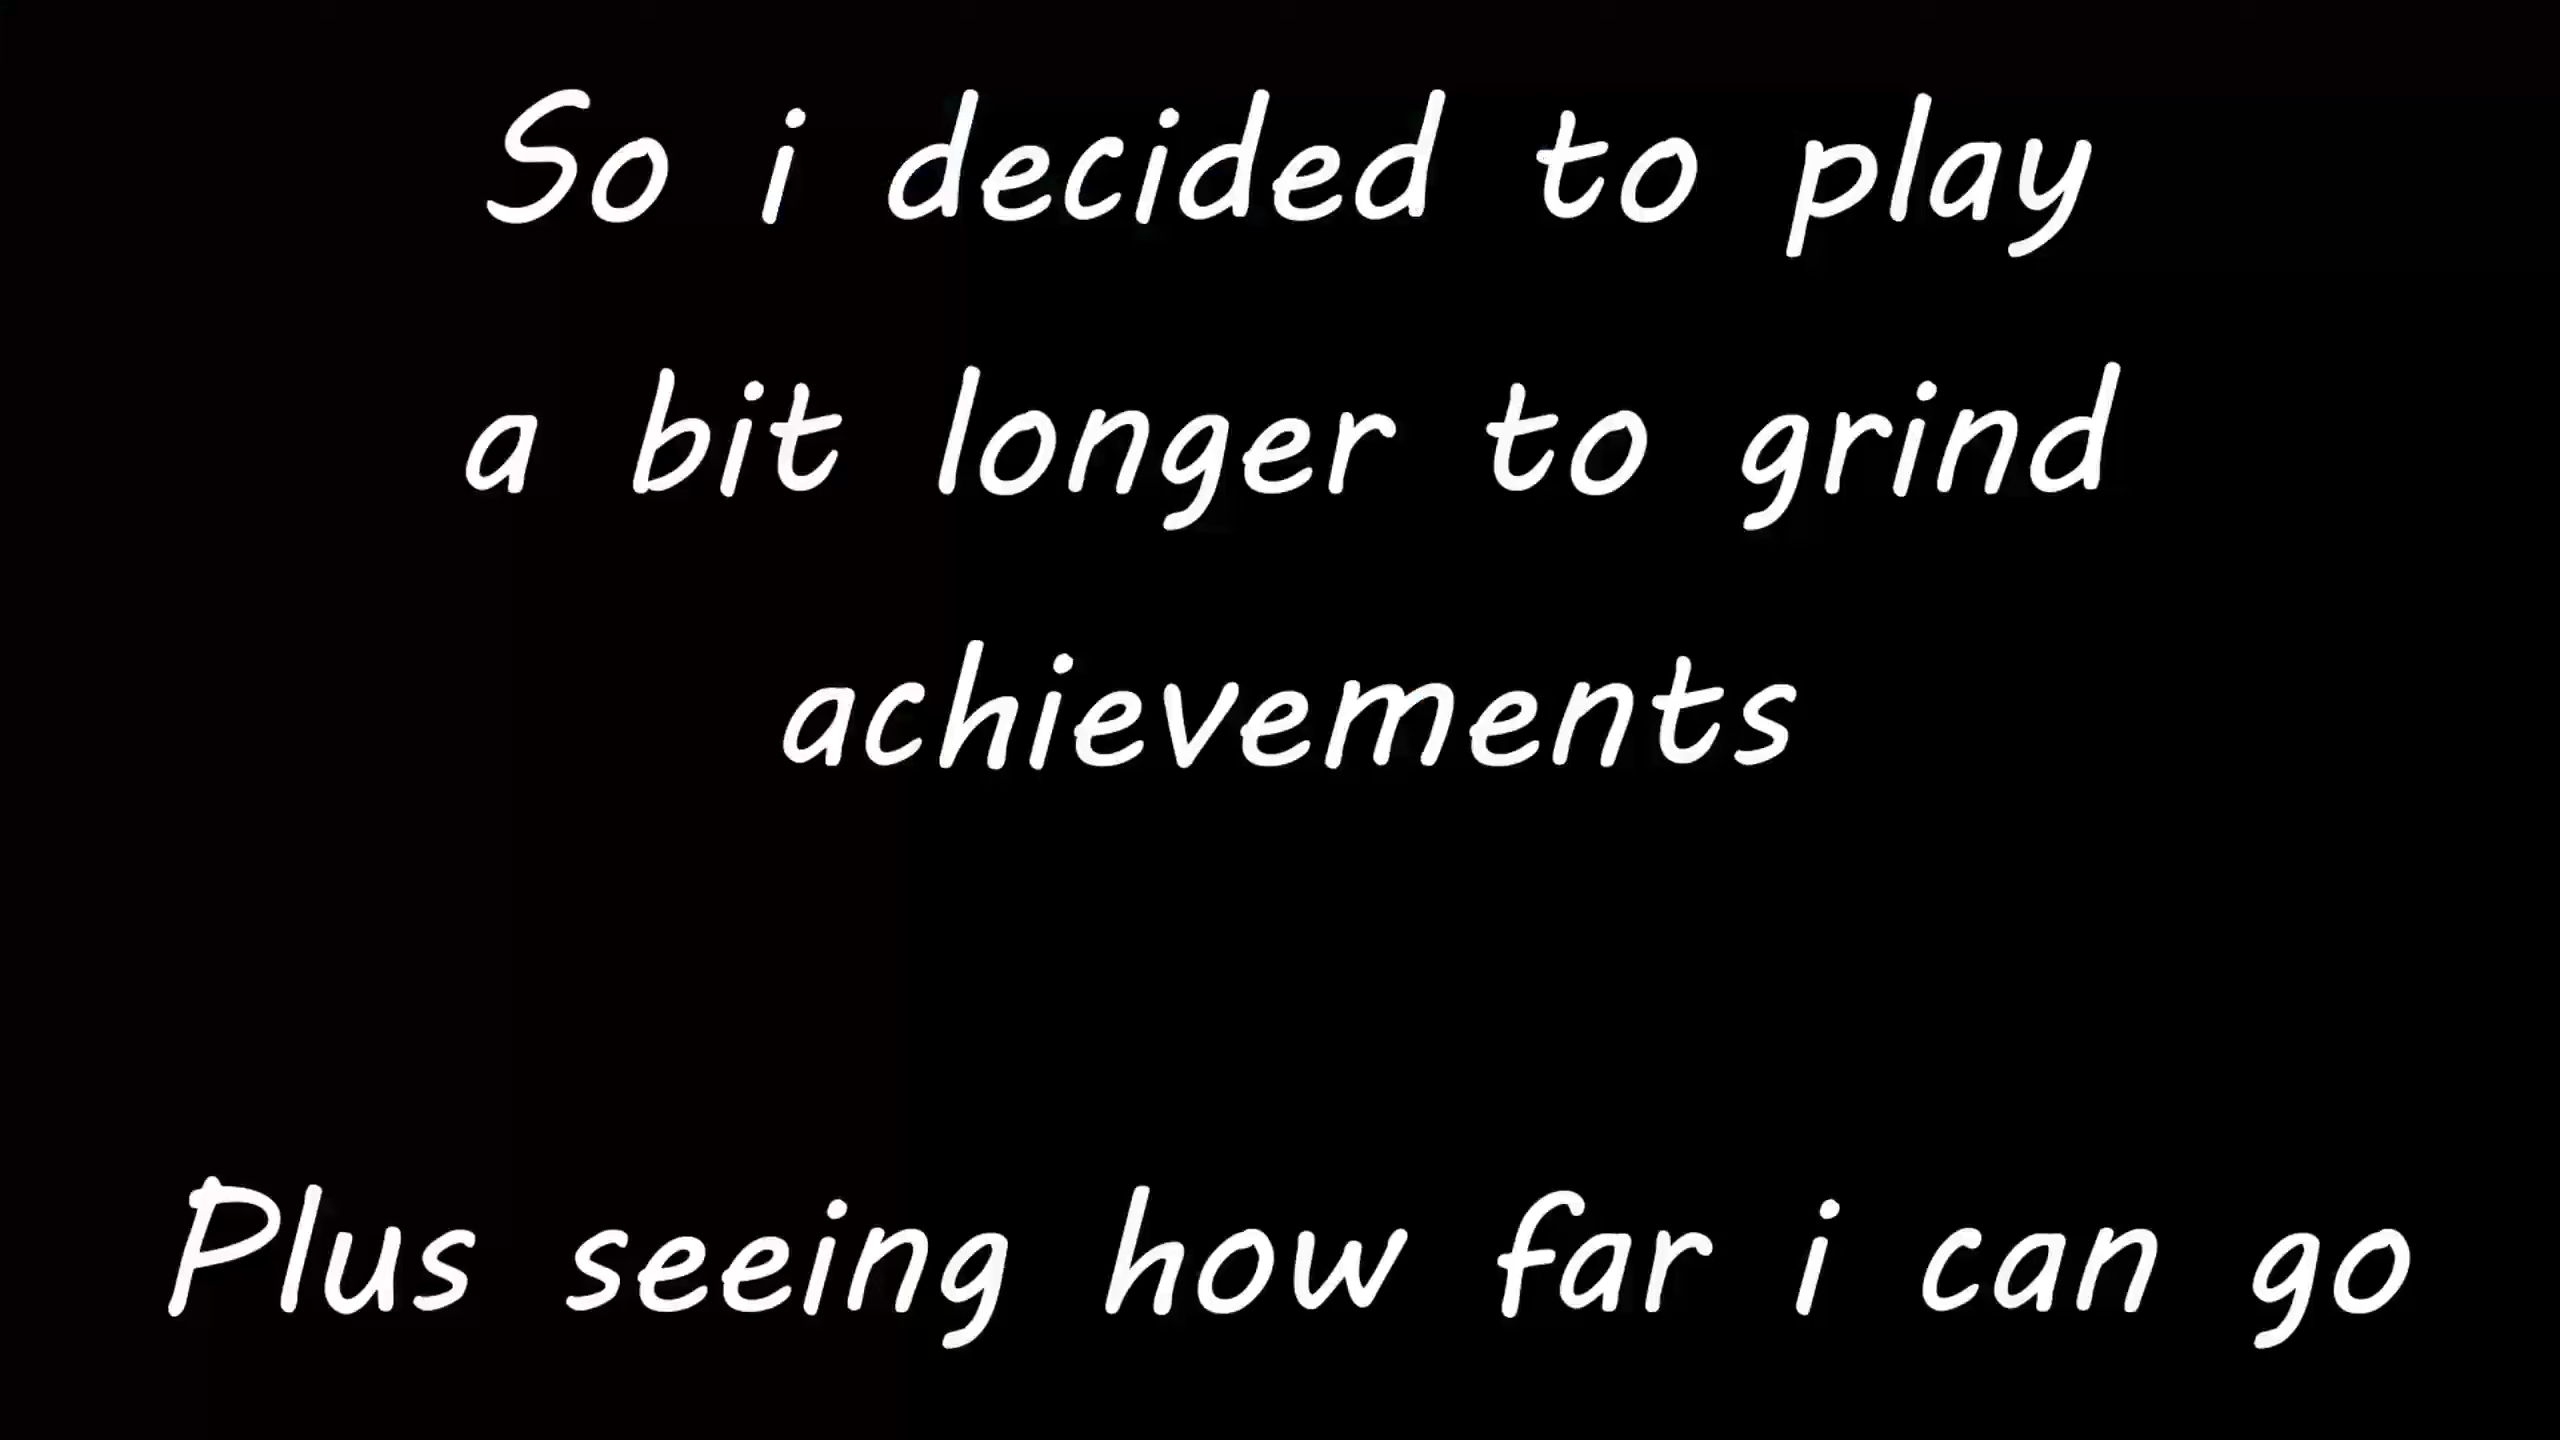 So i decided to play
a bit longer to grind
achievements
Plus seeing how far i can go